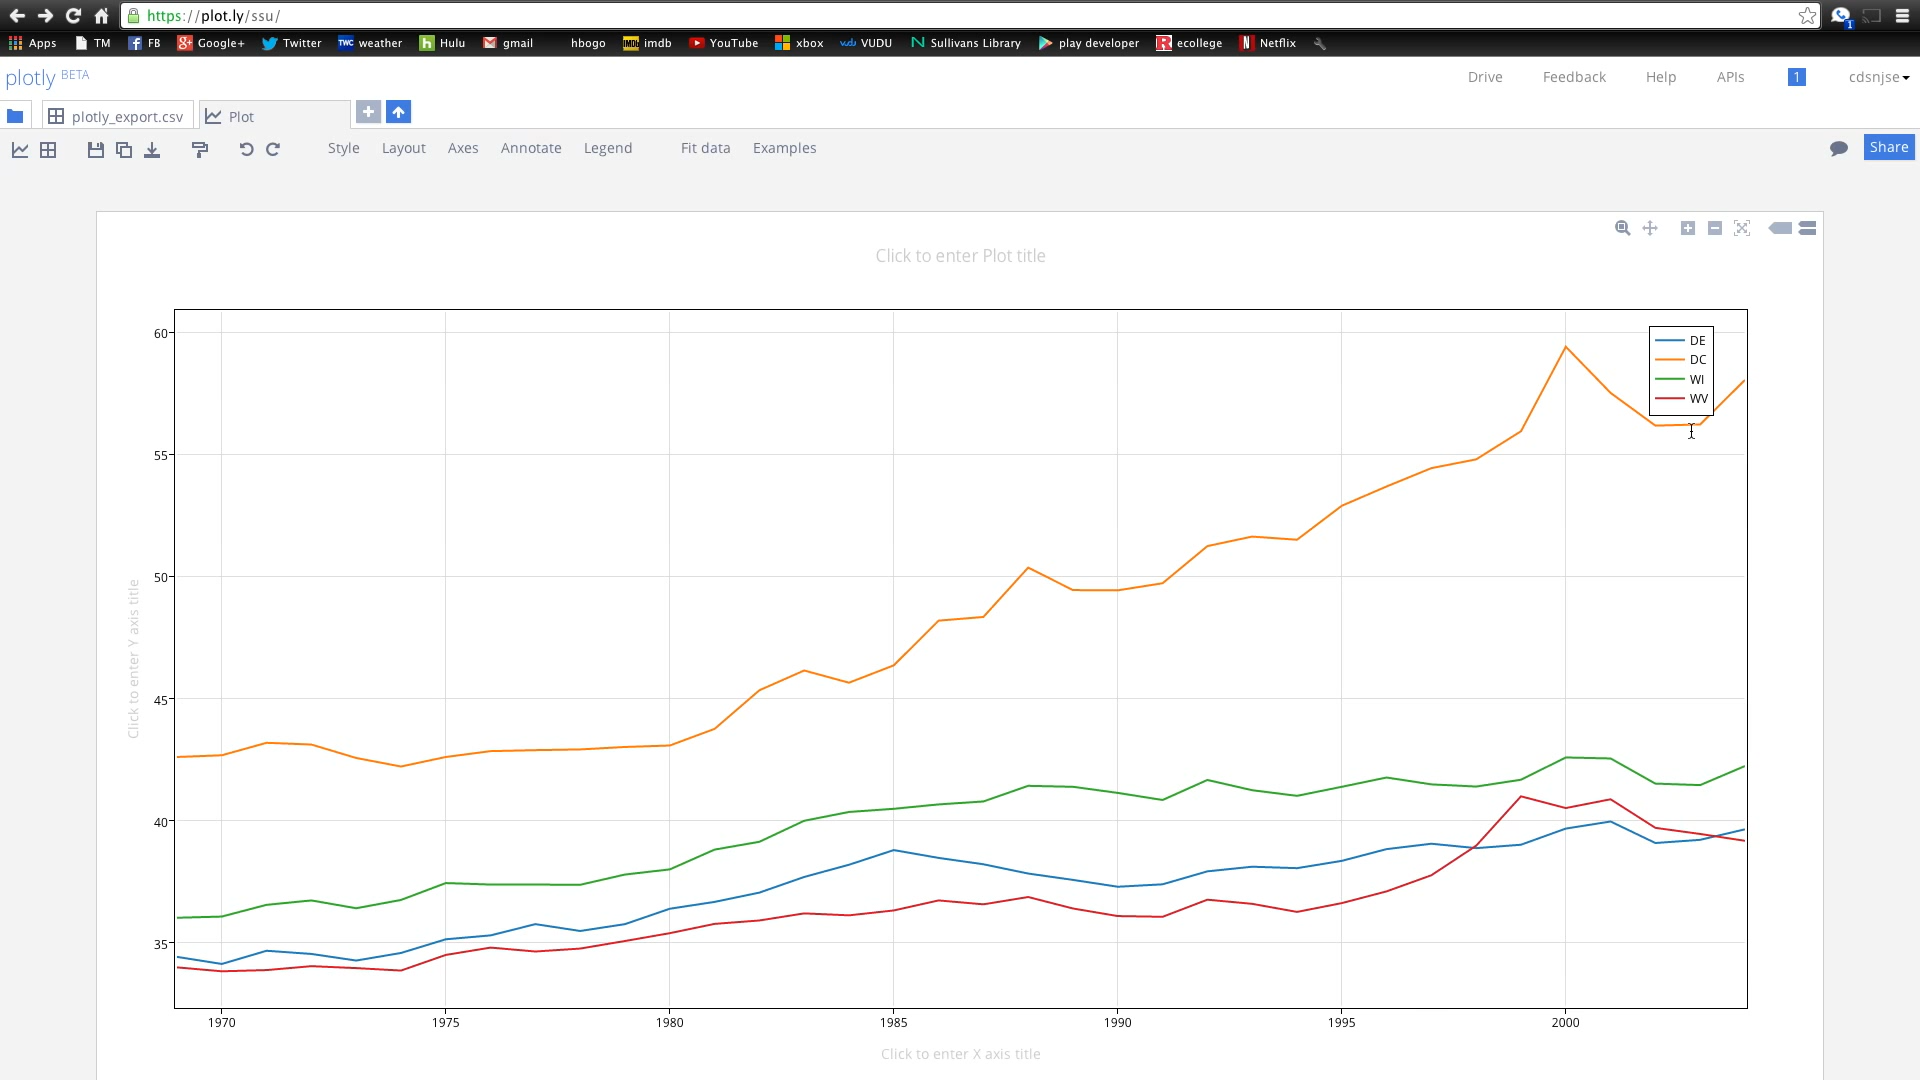 https://plot.ly/ssu/
Apps TM FB Google+ Twitter weather Hulu gmail hbogo imdb YouTube xbox VUDU Sullivans Library play developer ecollege Netflix
plotly BETA Drive Feedback Help APIs 1 cdsnjse
plotly_export.csv Plot
Style Layout Axes Annotate Legend Fit data Examples Share
Click to enter Plot title
60
55
50
45
40
35
DE
DC
WI
WV
Click to enter Y axis title
1970 1975 1980 1985 1990 1995 2000
Click to enter X axis title